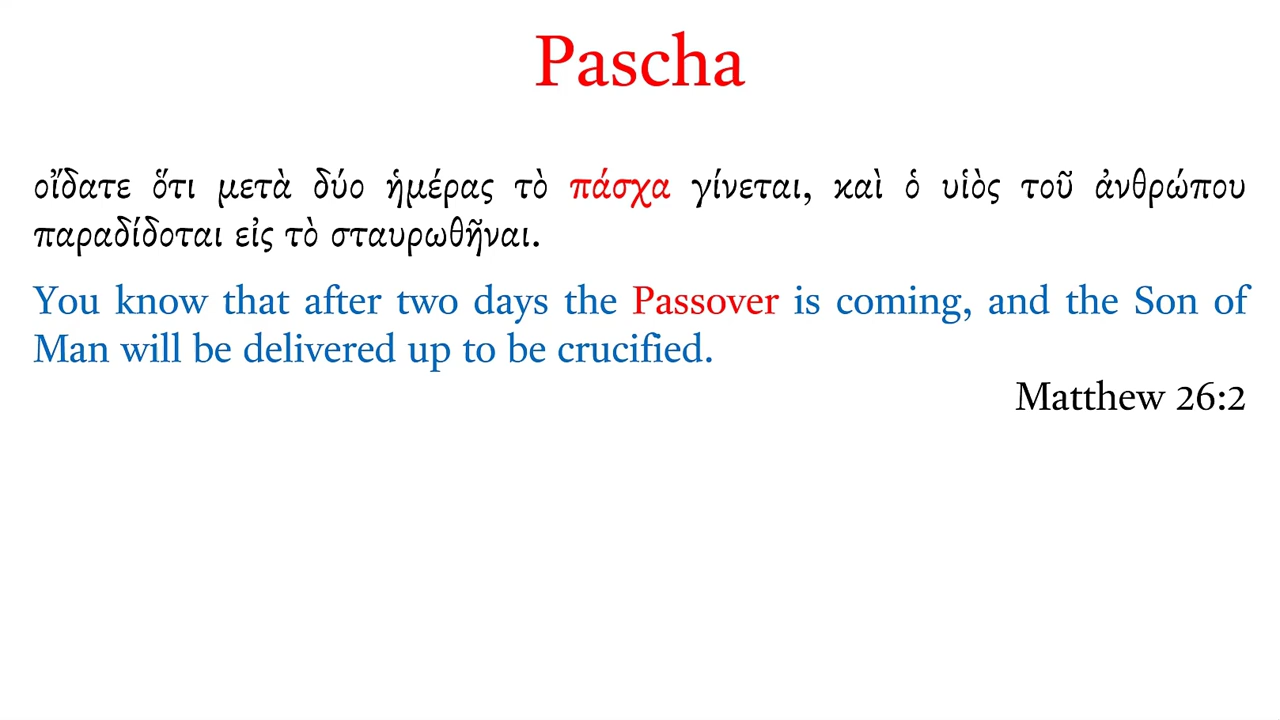 Pascha
οἴδατε ὅτι μετὰ δύο ἡμέρας τὸ πάσχα γίνεται, καὶ ὁ υἱὸς τοῦ ἀνθρώπου
παραδίδοται εἰς τὸ σταυρωθῆναι.
You know that after two days the Passover is coming, and the Son of
Man will be delivered up to be crucified.
Matthew 26:2